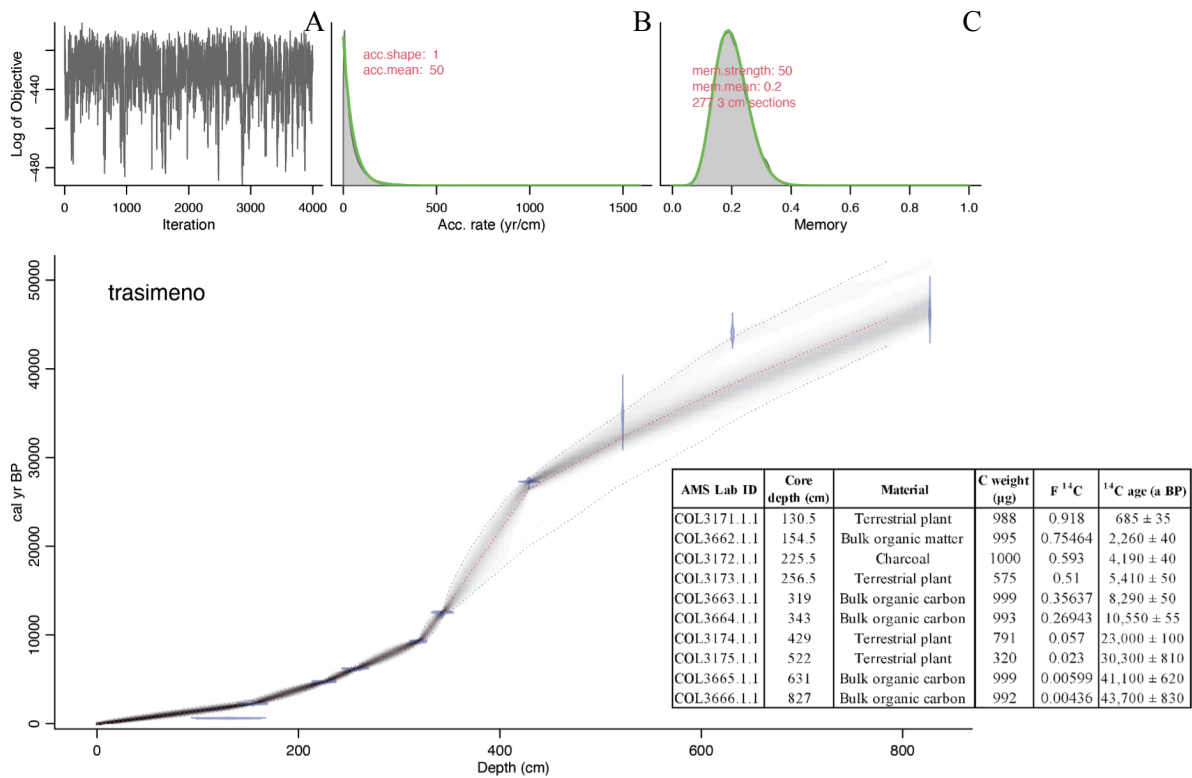 A
B
C
Log of Objective
-4440
-4480
0
1000
2000
3000
4000
Iteration
acc.shape: 1
acc.mean: 50
0
500
1000
1500
Acc. rate (yr/cm)
mem.strength: 50
mem.mean: 0.2
277 3 cm sections
0.0
0.2
0.4
0.6
0.8
1.0
Memory
trasimeno
cal yr BP
50000
40000
30000
20000
10000
0
0
200
400
600
800
Depth (cm)
AMS Lab ID Core depth (cm) Material C weight (µg) F ¹⁴C ¹⁴C age (a BP)
COL3171.1.1 130.5 Terrestrial plant 988 0.918 685 ± 35
COL3662.1.1 154.5 Bulk organic matter 995 0.75464 2,260 ± 40
COL3172.1.1 225.5 Charcoal 1000 0.593 4,190 ± 40
COL3173.1.1 256.5 Terrestrial plant 575 0.51 5,410 ± 50
COL3663.1.1 319 Bulk organic carbon 999 0.35637 8,290 ± 50
COL3664.1.1 343 Bulk organic carbon 993 0.26943 10,550 ± 55
COL3174.1.1 429 Terrestrial plant 791 0.057 23,000 ± 100
COL3175.1.1 522 Terrestrial plant 320 0.023 30,300 ± 810
COL3665.1.1 631 Bulk organic carbon 999 0.00599 41,100 ± 620
COL3666.1.1 827 Bulk organic carbon 992 0.00436 43,700 ± 830